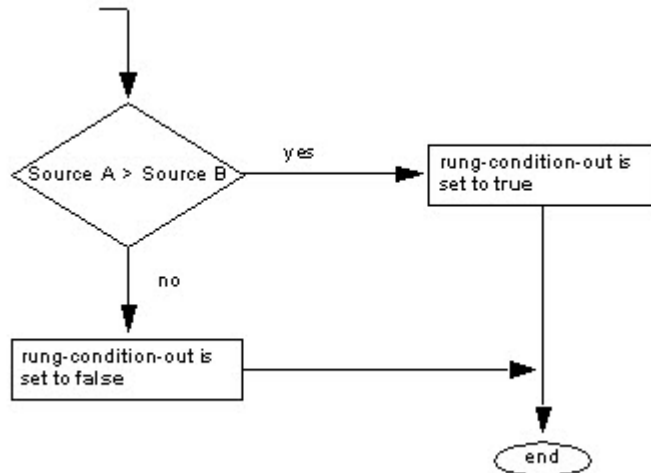 Source A > Source B
yes
rung-condition-out is
set to true
no
rung-condition-out is
set to false
end